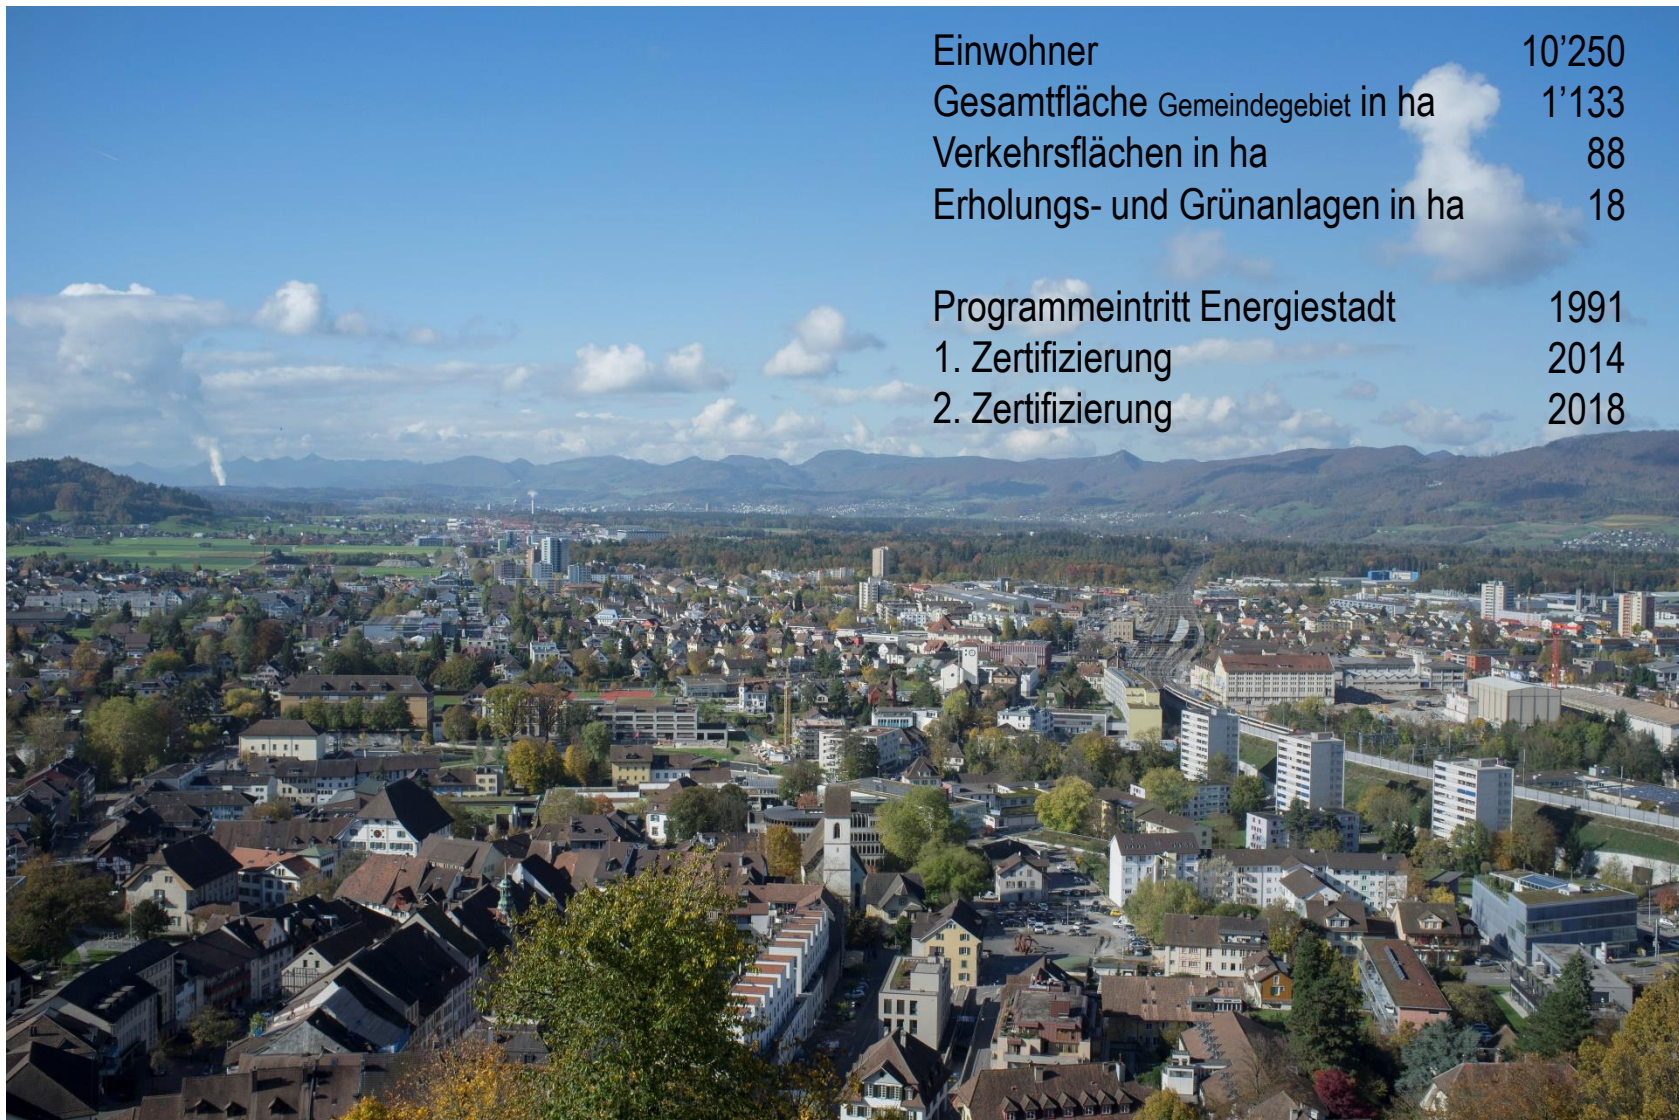 Einwohner 10’250
Gesamtfläche Gemeindegebiet in ha 1’133
Verkehrsflächen in ha 88
Erholungs- und Grünanlagen in ha 18
Programmeintritt Energiestadt 1991
1. Zertifizierung 2014
2. Zertifizierung 2018